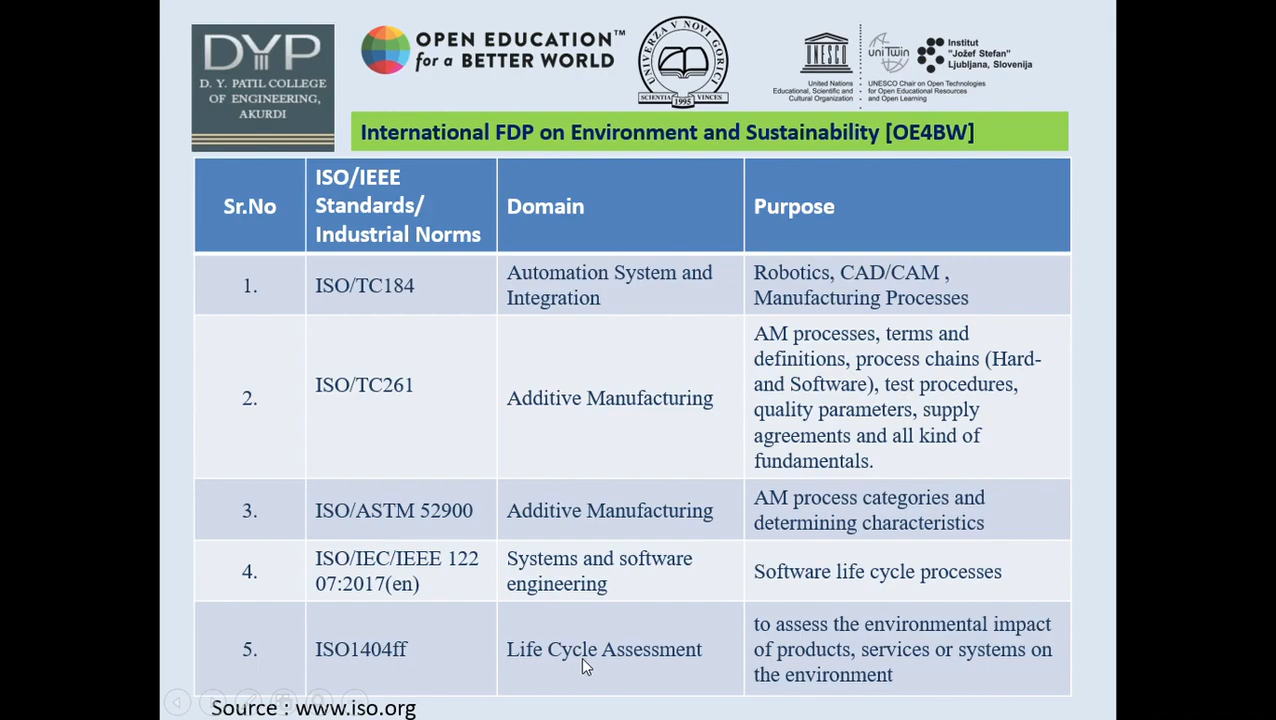 DYP
D. Y. PATIL COLLEGE
OF ENGINEERING,
AKURDI
OPEN EDUCATION™
for a BETTER WORLD
UNIVERZA V NOVI GORICI
SCIENTIA VINCES
1995
UNESCO
United Nations
Educational, Scientific and
Cultural Organization
uniTwin
Institut
"Jožef Stefan"
Ljubljana, Slovenija
UNESCO Chair on Open Technologies
for Open Educational Resources
and Open Learning
International FDP on Environment and Sustainability [OE4BW]
Sr.No
ISO/IEEE
Standards/
Industrial Norms
Domain
Purpose
1.
ISO/TC184
Automation System and
Integration
Robotics, CAD/CAM ,
Manufacturing Processes
2.
ISO/TC261
Additive Manufacturing
AM processes, terms and
definitions, process chains (Hard-
and Software), test procedures,
quality parameters, supply
agreements and all kind of
fundamentals.
3.
ISO/ASTM 52900
Additive Manufacturing
AM process categories and
determining characteristics
4.
ISO/IEC/IEEE 122
07:2017(en)
Systems and software
engineering
Software life cycle processes
5.
ISO1404ff
Life Cycle Assessment
to assess the environmental impact
of products, services or systems on
the environment
Source : www.iso.org